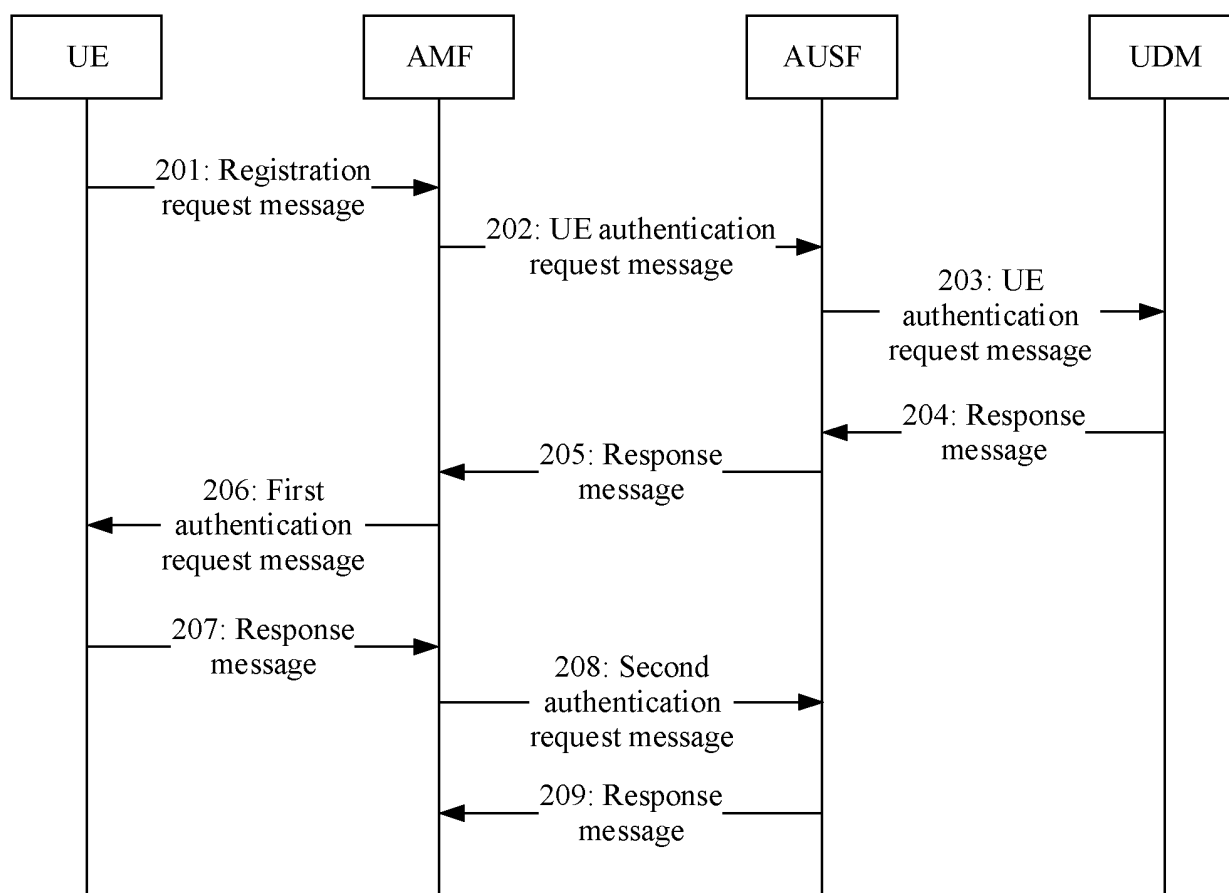 UE
AMF
AUSF
UDM
201: Registration
request message
202: UE authentication
request message
203: UE
authentication
request message
204: Response
message
205: Response
message
206: First
authentication
request message
207: Response
message
208: Second
authentication
request message
209: Response
message